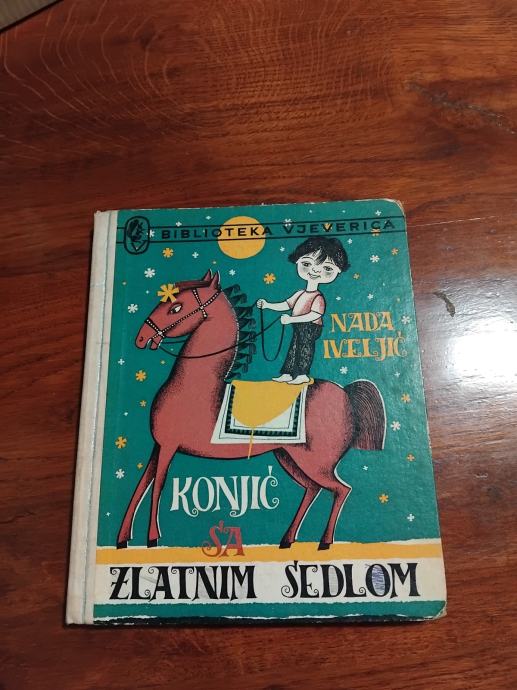 BIBLIOTEKA VJEVERICA
NADA
IVELJIĆ
KONJIĆ
SA
ZLATNIM SEDLOM